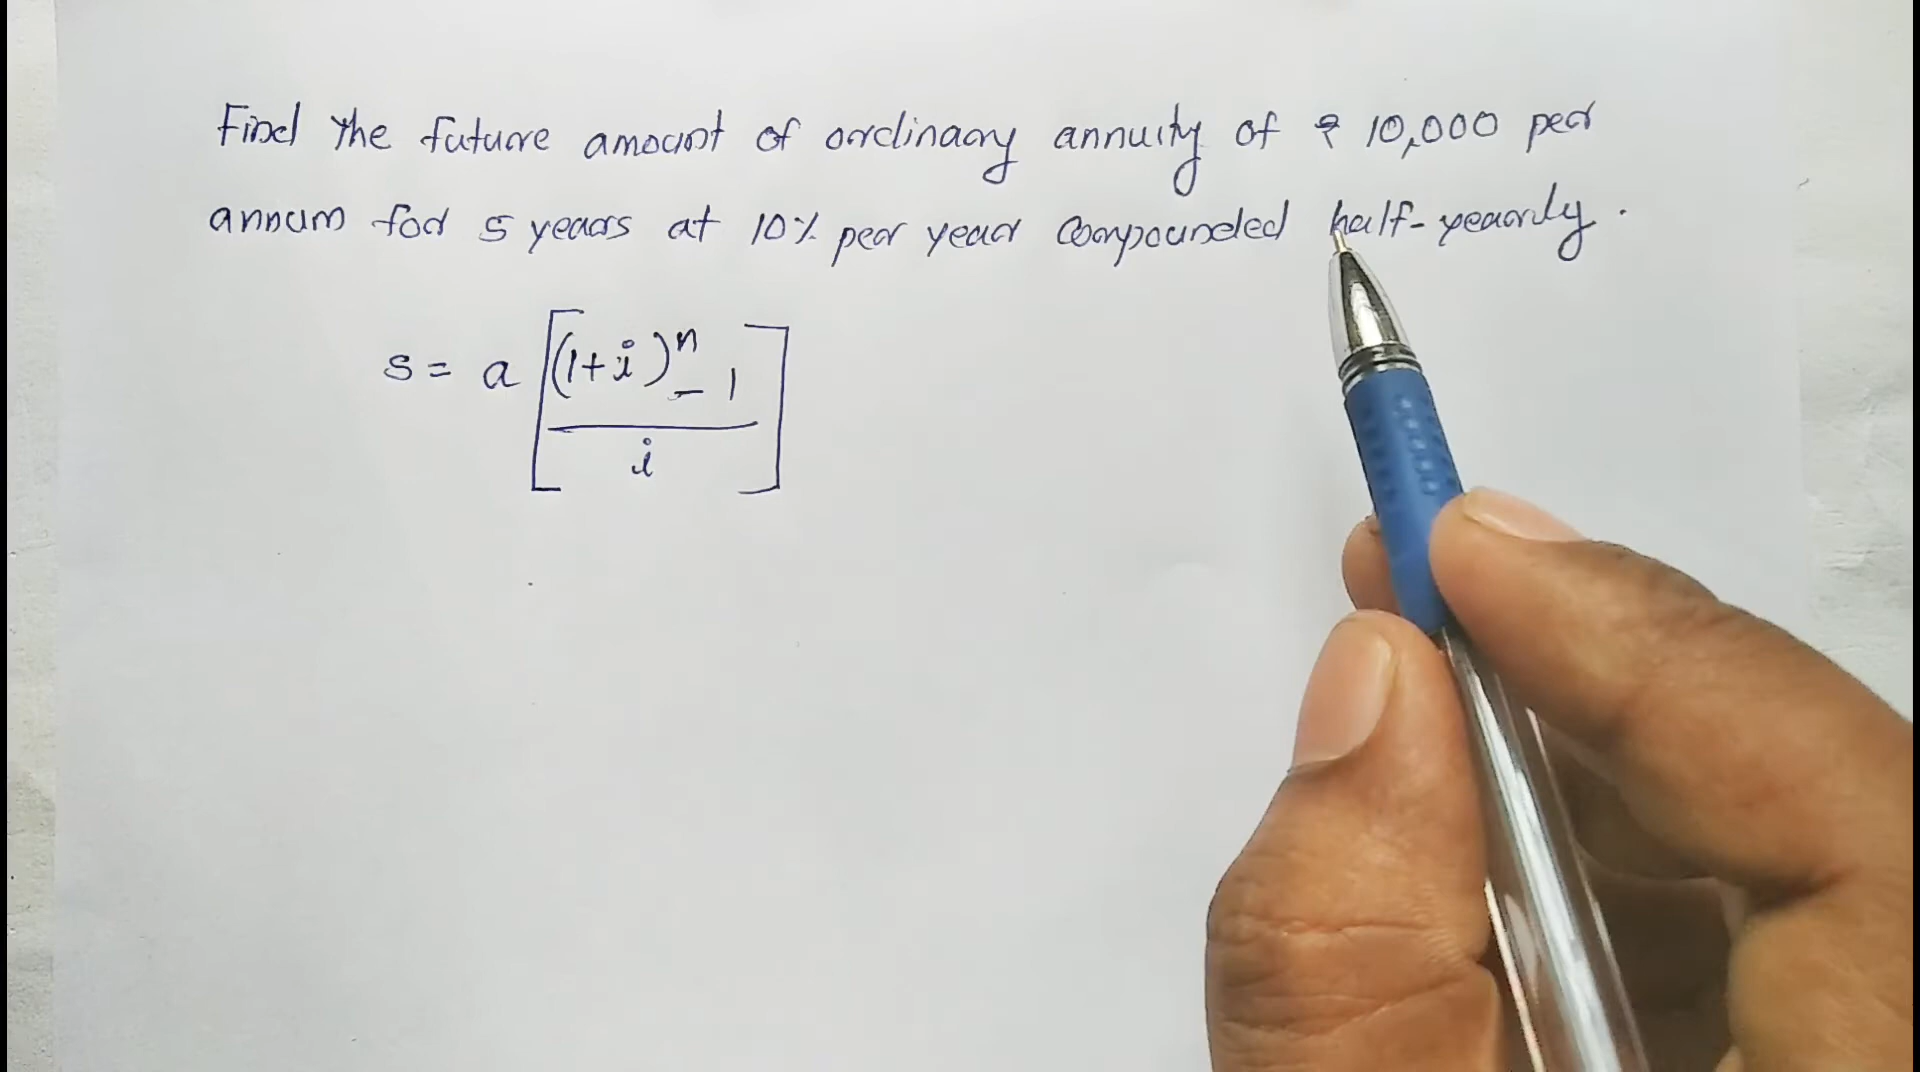 Find the future amount of ordinary annuity of ₹ 10,000 per
annum for 5 years at 10% per year Compounded half-yearly.
S = a [((1+i)^n - 1) / i]